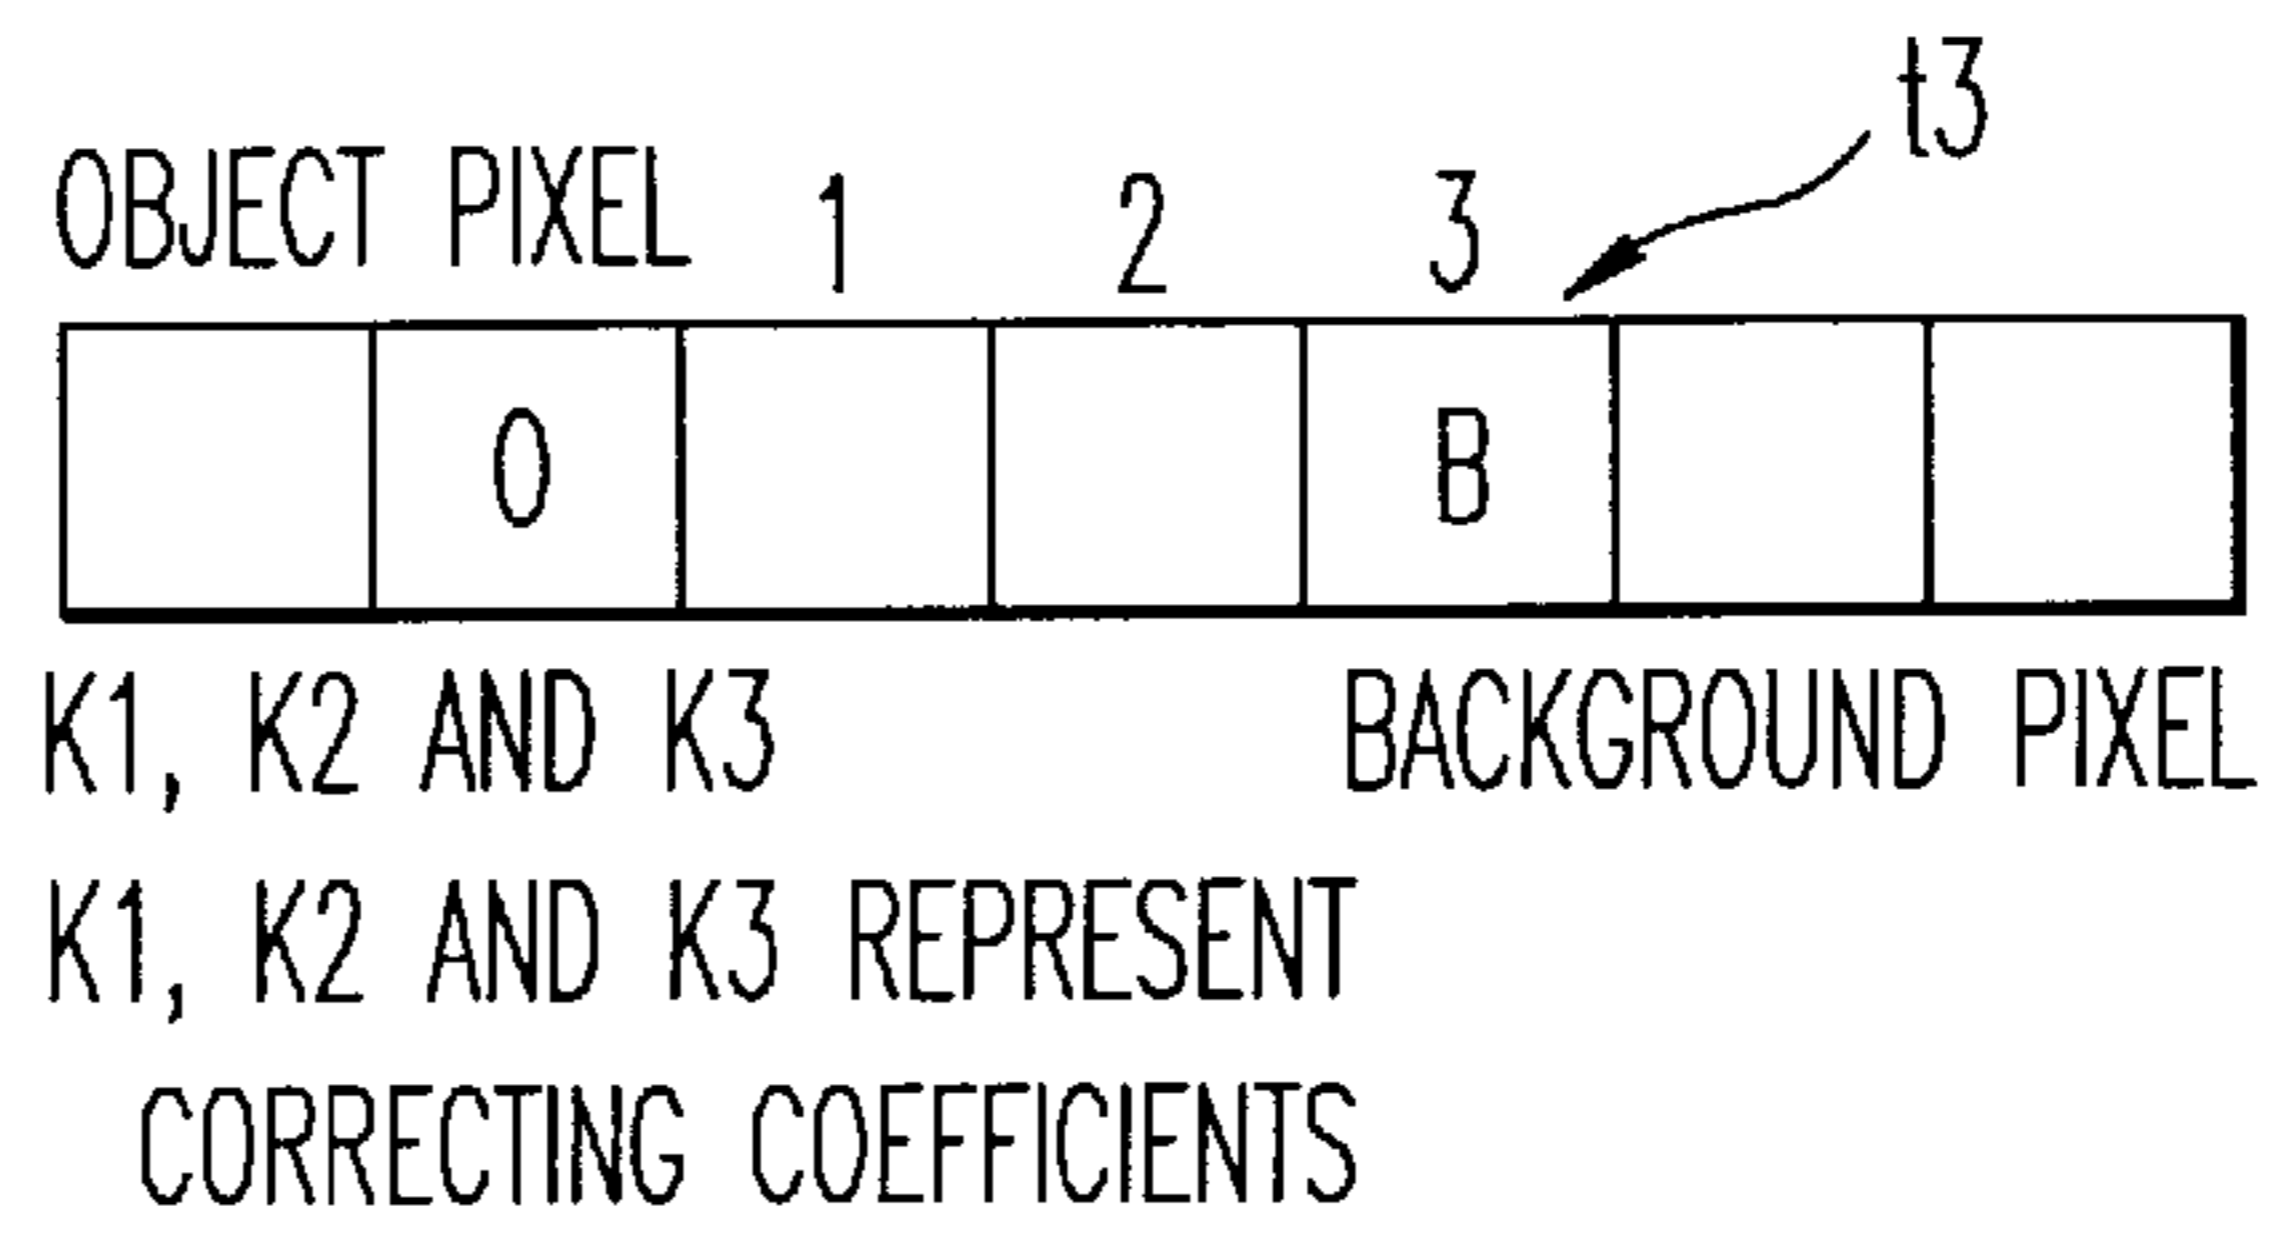 t3
OBJECT PIXEL 1 2 3
O B
K1, K2 AND K3 BACKGROUND PIXEL
K1, K2 AND K3 REPRESENT
CORRECTING COEFFICIENTS